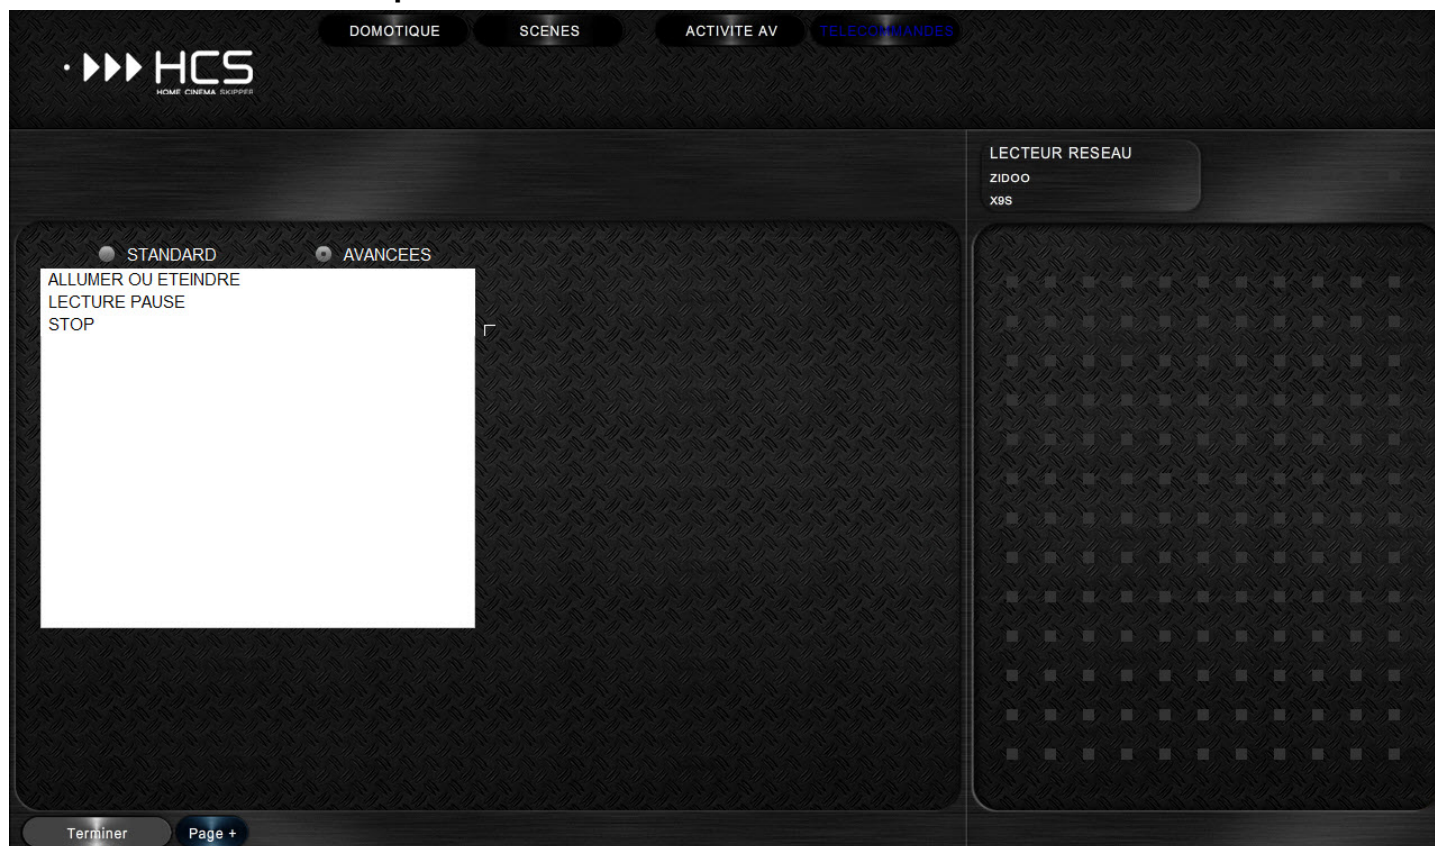 DOMOTIQUE SCENES ACTIVITE AV TELECOMMANDES
HCS
HOME CINEMA SKIPPER
LECTEUR RESEAU
ZIDOO
X9S
STANDARD AVANCEES
ALLUMER OU ETEINDRE
LECTURE PAUSE
STOP
Terminer Page +